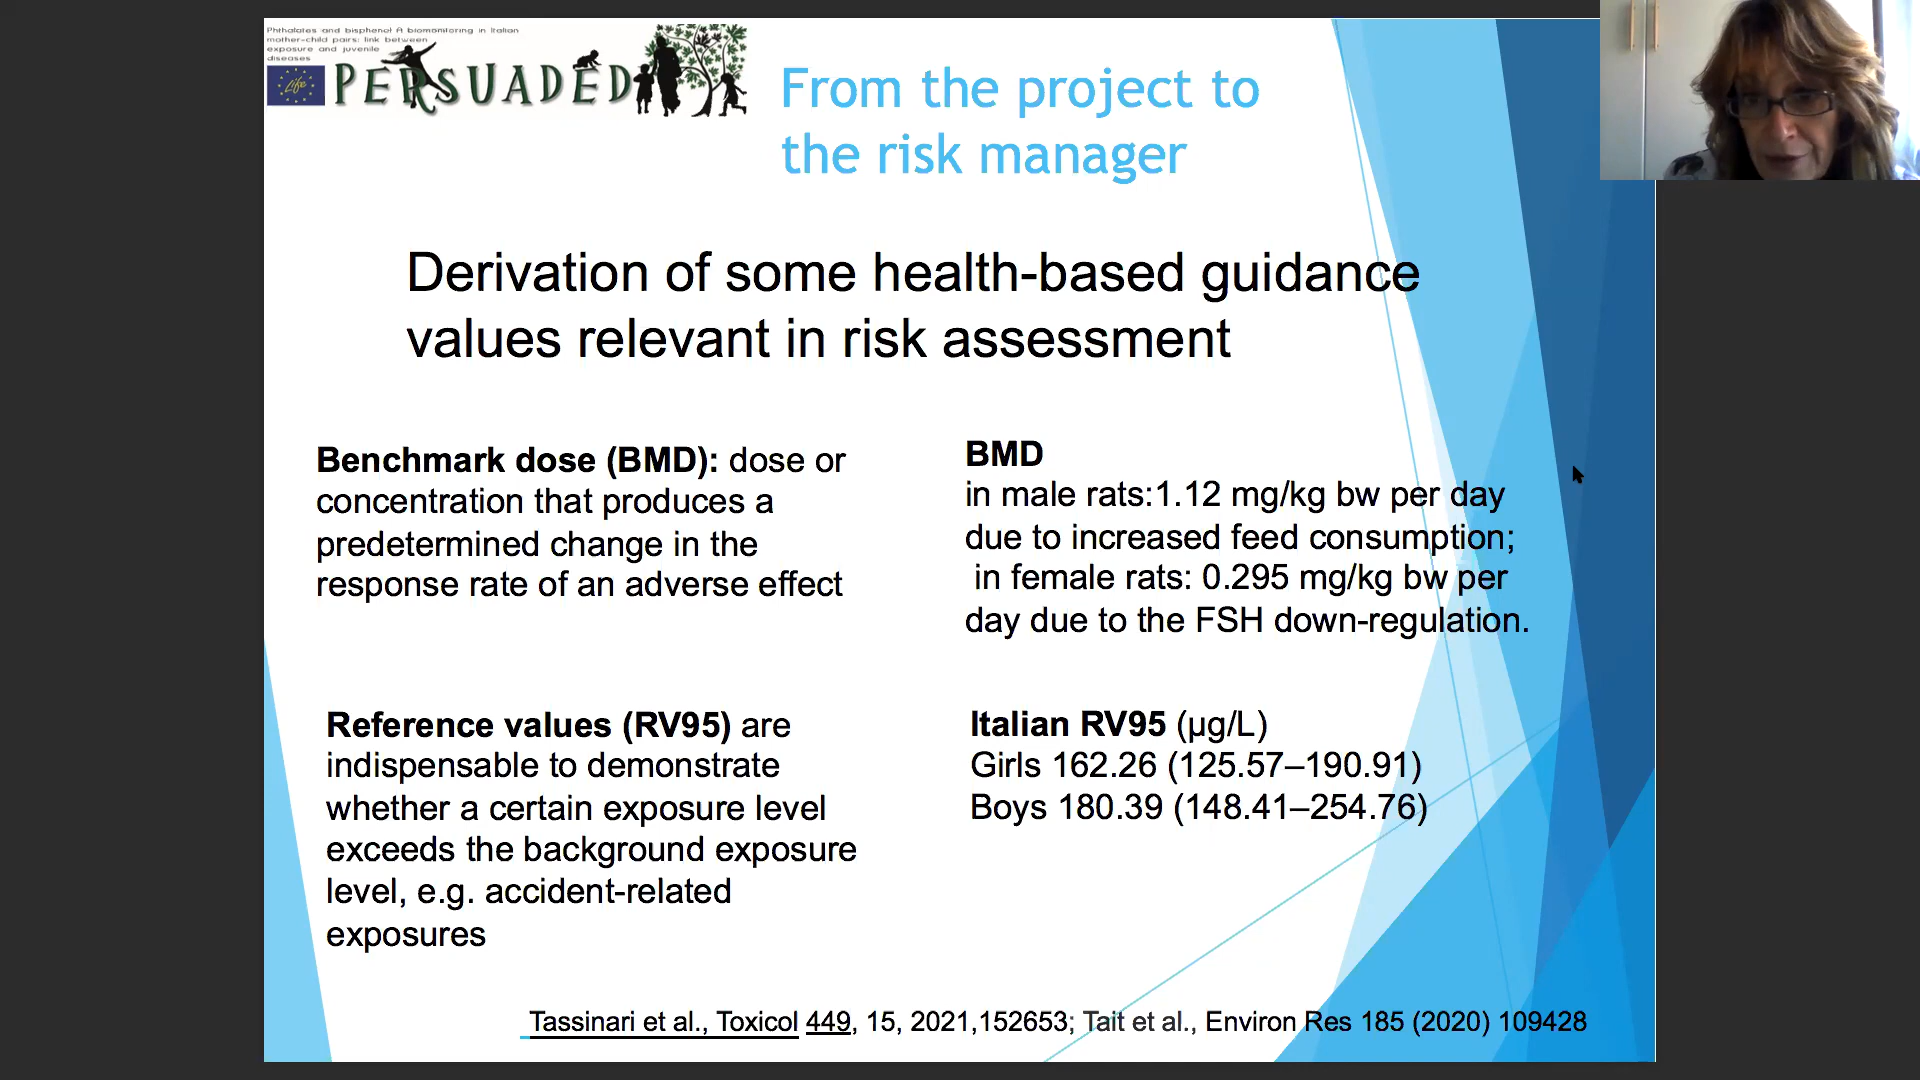 Phthalates and bisphenol A biomonitoring in Italian
mother-child pairs: link between
exposure and juvenile
diseases
Life
PERSUADED
From the project to
the risk manager
Derivation of some health-based guidance
values relevant in risk assessment
Benchmark dose (BMD): dose or
concentration that produces a
predetermined change in the
response rate of an adverse effect
BMD
in male rats:1.12 mg/kg bw per day
due to increased feed consumption;
in female rats: 0.295 mg/kg bw per
day due to the FSH down-regulation.
Reference values (RV95) are
indispensable to demonstrate
whether a certain exposure level
exceeds the background exposure
level, e.g. accident-related
exposures
Italian RV95 (µg/L)
Girls 162.26 (125.57–190.91)
Boys 180.39 (148.41–254.76)
Tassinari et al., Toxicol 449, 15, 2021,152653; Tait et al., Environ Res 185 (2020) 109428